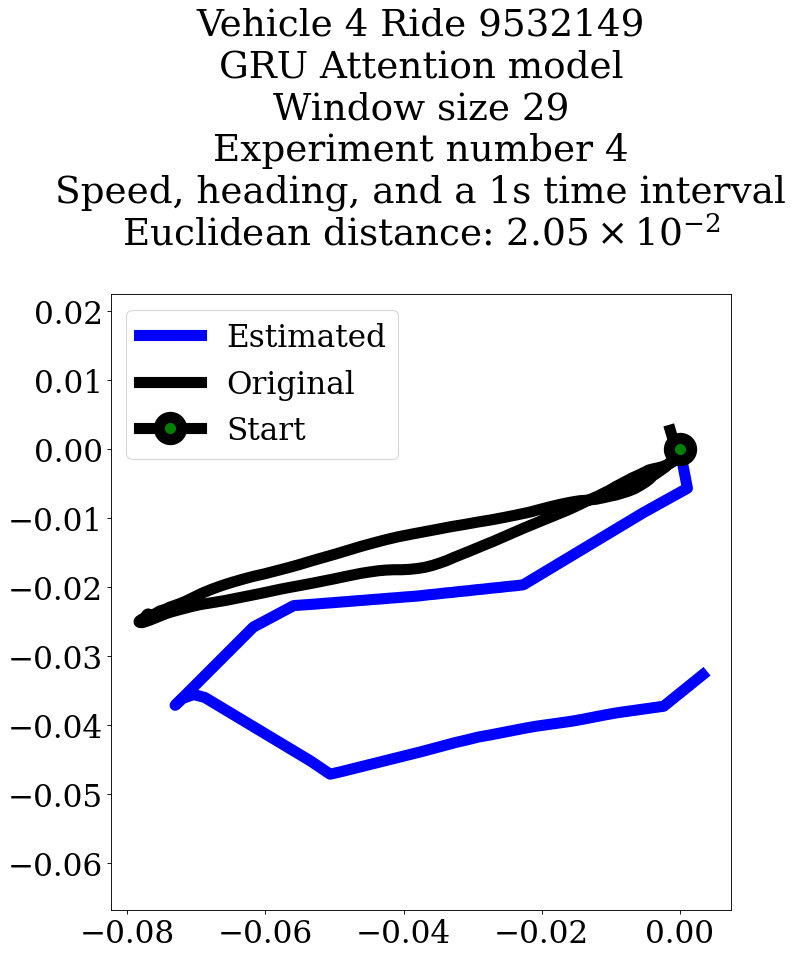 Vehicle 4 Ride 9532149
GRU Attention model
Window size 29
Experiment number 4
Speed, heading, and a 1s time interval
Euclidean distance: 2.05 × 10⁻²
Estimated
Original
Start
0.02
0.01
0.00
−0.01
−0.02
−0.03
−0.04
−0.05
−0.06
−0.08 −0.06 −0.04 −0.02 0.00